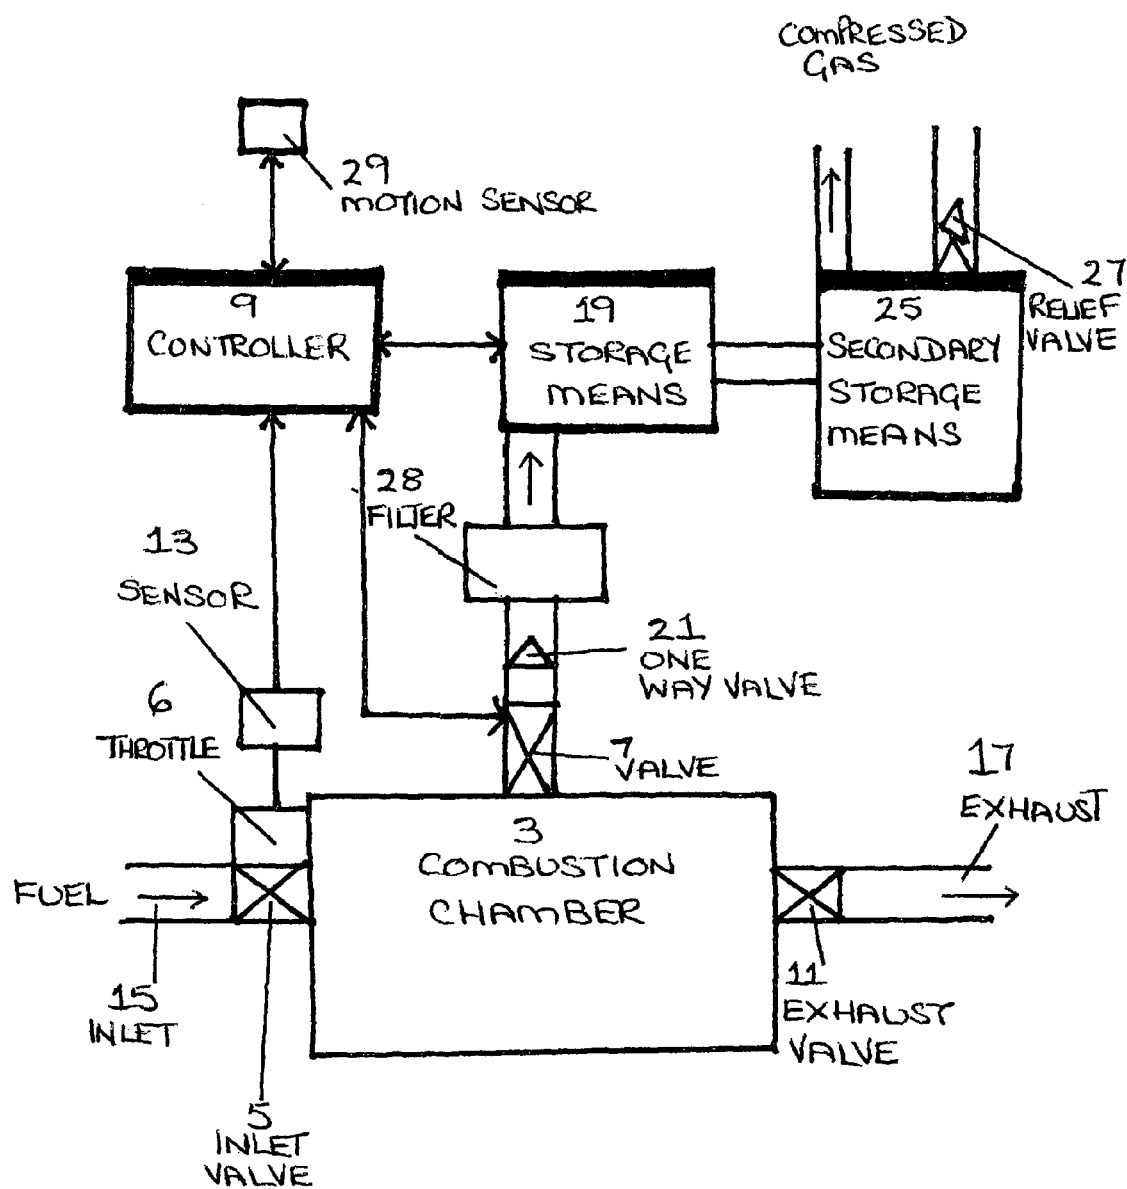 COMPRESSED
GAS
29
MOTION SENSOR
9
CONTROLLER
19
STORAGE
MEANS
25
SECONDARY
STORAGE
MEANS
27
RELIEF
VALVE
28
FILTER
13
SENSOR
21
ONE
WAY VALVE
6
THROTTLE
7
VALVE
17
EXHAUST
3
COMBUSTION
CHAMBER
FUEL
15
INLET
11
EXHAUST
VALVE
5
INLET
VALVE